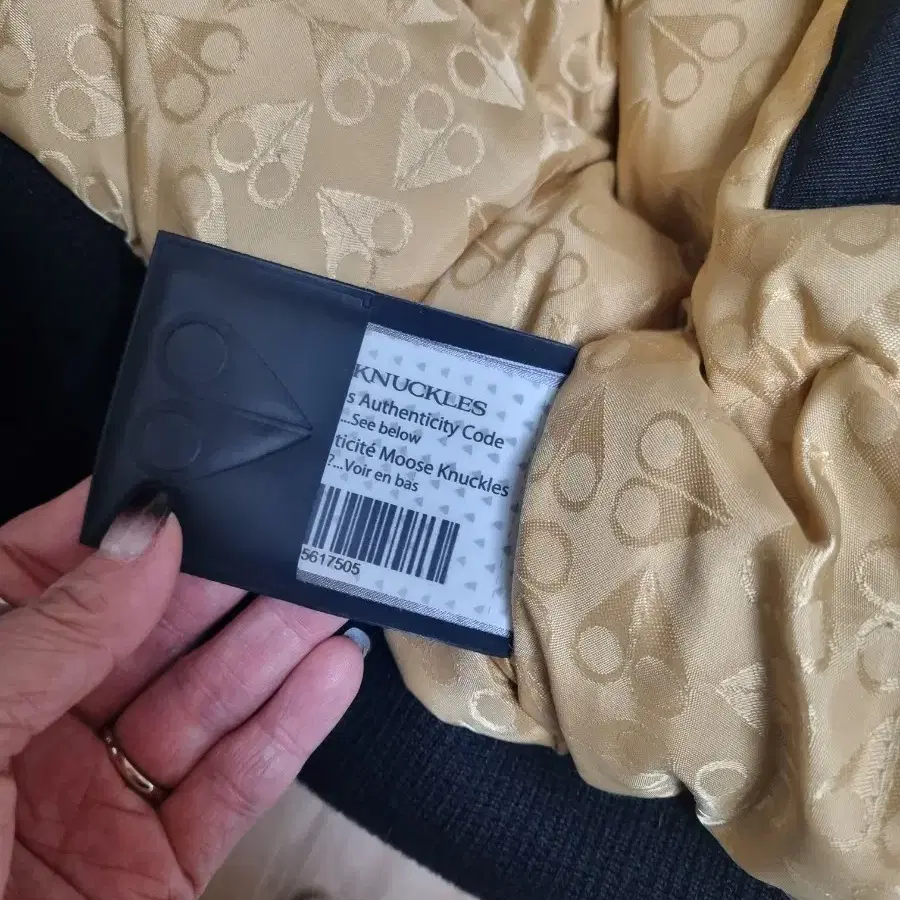 KNUCKLES
s Authenticity Code
...See below
ticité Moose Knuckles
?...Voir en bas
5617505